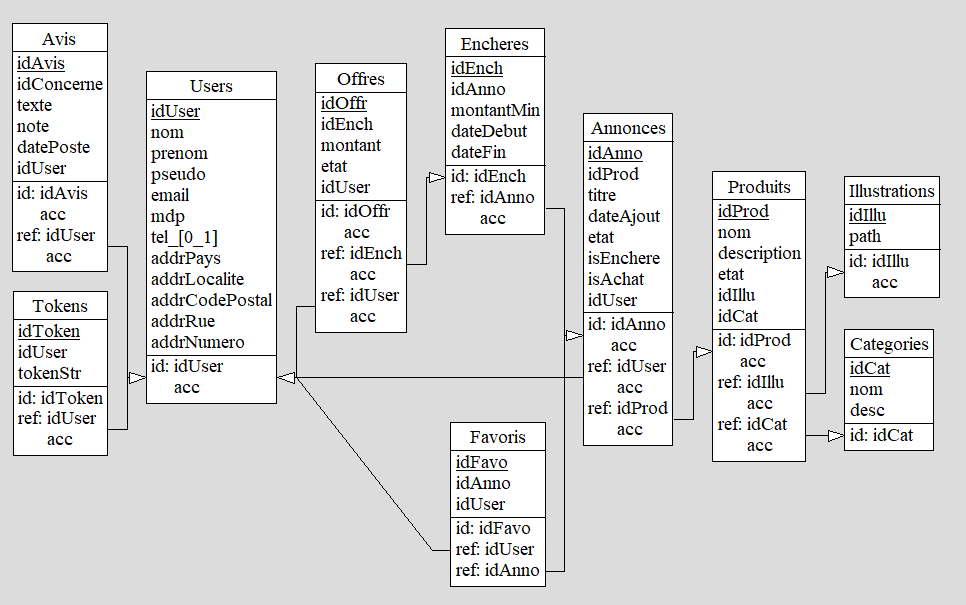 Avis
idAvis
idConcerne
texte
note
datePoste
idUser
id: idAvis
acc
ref: idUser
acc
Tokens
idToken
idUser
tokenStr
id: idToken
ref: idUser
acc
Users
idUser
nom
prenom
pseudo
email
mdp
tel_[0_1]
addrPays
addrLocalite
addrCodePostal
addrRue
addrNumero
id: idUser
acc
Offres
idOffr
idEnch
montant
etat
idUser
id: idOffr
acc
ref: idEnch
acc
ref: idUser
acc
Encheres
idEnch
idAnno
montantMin
dateDebut
dateFin
id: idEnch
ref: idAnno
acc
Favoris
idFavo
idAnno
idUser
id: idFavo
ref: idUser
ref: idAnno
Annonces
idAnno
idProd
titre
dateAjout
etat
isEnchere
isAchat
idUser
id: idAnno
acc
ref: idUser
acc
ref: idProd
acc
Produits
idProd
nom
description
etat
idIllu
idCat
id: idProd
acc
ref: idIllu
acc
ref: idCat
acc
Illustrations
idIllu
path
id: idIllu
acc
Categories
idCat
nom
desc
id: idCat